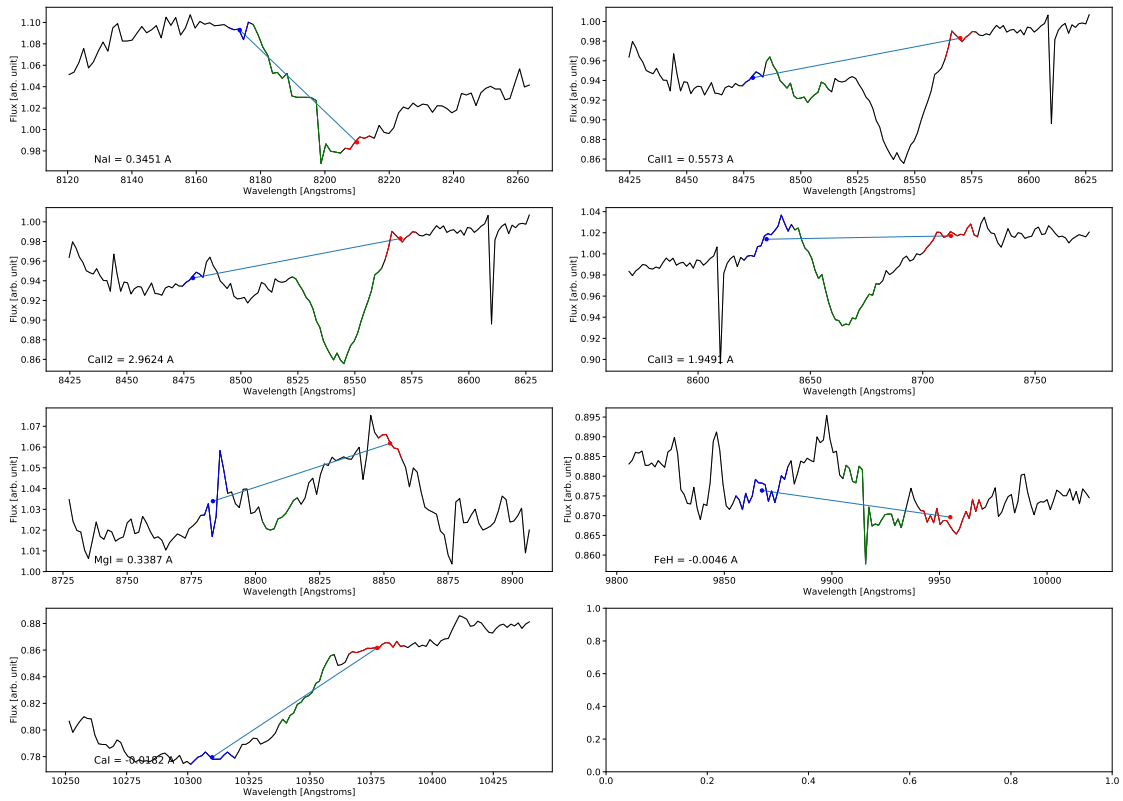 1.10
1.08
1.06
1.04
1.02
1.00
0.98
Flux [arb. unit]
NaI = 0.3451 A
8120 8140 8160 8180 8200 8220 8240 8260
Wavelength [Angstroms]
1.00
0.98
0.96
0.94
0.92
0.90
0.88
0.86
Flux [arb. unit]
CaII1 = 0.5573 A
8425 8450 8475 8500 8525 8550 8575 8600 8625
Wavelength [Angstroms]
1.00
0.98
0.96
0.94
0.92
0.90
0.88
0.86
Flux [arb. unit]
CaII2 = 2.9624 A
8425 8450 8475 8500 8525 8550 8575 8600 8625
Wavelength [Angstroms]
1.04
1.02
1.00
0.98
0.96
0.94
0.92
0.90
Flux [arb. unit]
CaII3 = 1.9491 A
8600 8650 8700 8750
Wavelength [Angstroms]
1.07
1.06
1.05
1.04
1.03
1.02
1.01
1.00
Flux [arb. unit]
MgI = 0.3387 A
8725 8750 8775 8800 8825 8850 8875 8900
Wavelength [Angstroms]
0.895
0.890
0.885
0.880
0.875
0.870
0.865
0.860
Flux [arb. unit]
FeH = -0.0046 A
9800 9850 9900 9950 10000
Wavelength [Angstroms]
0.88
0.86
0.84
0.82
0.80
0.78
Flux [arb. unit]
CaI = -0.0182 A
10250 10275 10300 10325 10350 10375 10400 10425
Wavelength [Angstroms]
1.0
0.8
0.6
0.4
0.2
0.0
0.0 0.2 0.4 0.6 0.8 1.0